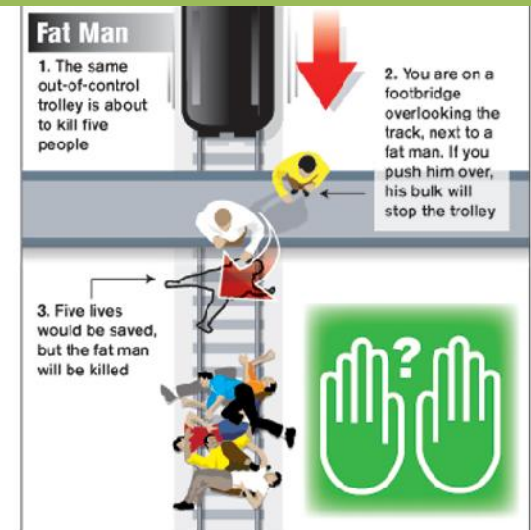 Fat Man
1. The same
out-of-control
trolley is about
to kill five
people
2. You are on a
footbridge
overlooking the
track, next to a
fat man. If you
push him over,
his bulk will
stop the trolley
3. Five lives
would be saved,
but the fat man
will be killed
?